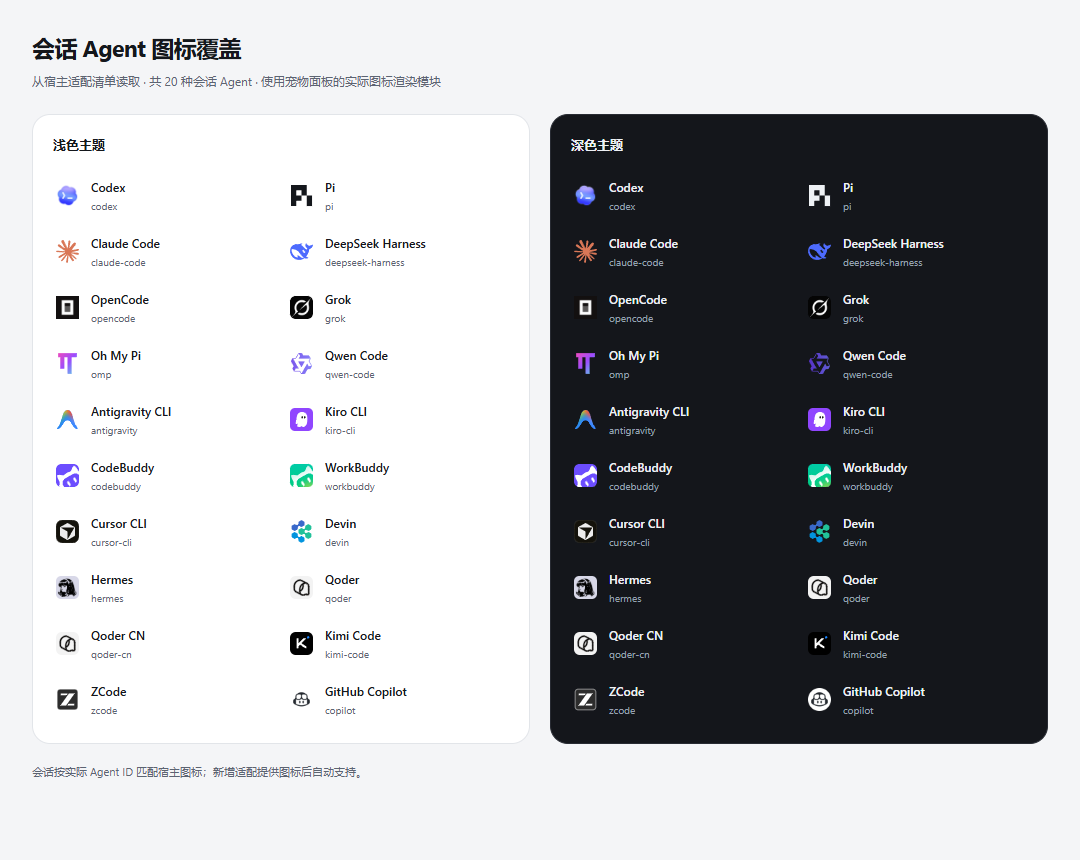 会话 Agent 图标覆盖
从宿主适配清单读取 · 共 20 种会话 Agent · 使用宠物面板的实际图标渲染模块
浅色主题
Codex
codex
Pi
pi
Claude Code
claude-code
DeepSeek Harness
deepseek-harness
OpenCode
opencode
Grok
grok
Oh My Pi
omp
Qwen Code
qwen-code
Antigravity CLI
antigravity
Kiro CLI
kiro-cli
CodeBuddy
codebuddy
WorkBuddy
workbuddy
Cursor CLI
cursor-cli
Devin
devin
Hermes
hermes
Qoder
qoder
Qoder CN
qoder-cn
Kimi Code
kimi-code
ZCode
zcode
GitHub Copilot
copilot
深色主题
Codex
codex
Pi
pi
Claude Code
claude-code
DeepSeek Harness
deepseek-harness
OpenCode
opencode
Grok
grok
Oh My Pi
omp
Qwen Code
qwen-code
Antigravity CLI
antigravity
Kiro CLI
kiro-cli
CodeBuddy
codebuddy
WorkBuddy
workbuddy
Cursor CLI
cursor-cli
Devin
devin
Hermes
hermes
Qoder
qoder
Qoder CN
qoder-cn
Kimi Code
kimi-code
ZCode
zcode
GitHub Copilot
copilot
会话按实际 Agent ID 匹配宿主图标；新增适配提供图标后自动支持。